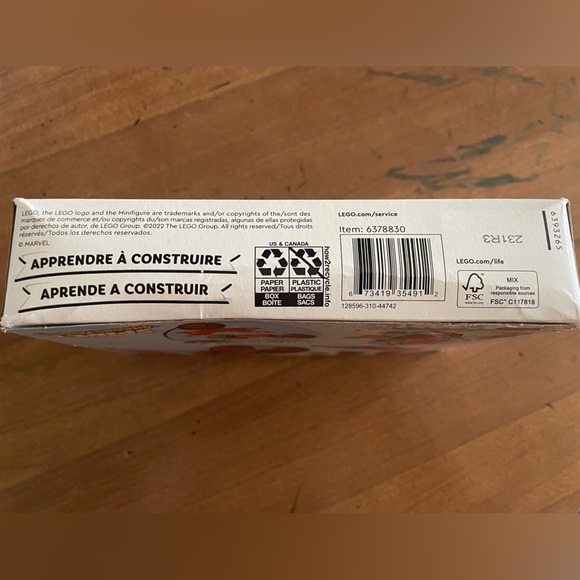 LEGO, the LEGO logo and the Minifigure are trademarks and/or copyrights of the/sont des
marques de commerce et/ou copyrights du/son marcas registradas, algunas de ellas protegidas
por derechos de autor, de LEGO Group. ©2022 The LEGO Group. All rights reserved/Tous droits
réservés/Todos los derechos reservados.
© MARVEL
APPRENDRE À CONSTRUIRE
APRENDE A CONSTRUIR
US & CANADA
PAPER
PAPIER
BOX
BOÎTE
PLASTIC
PLASTIQUE
BAGS
SACS
how2recycle.info
LEGO.com/service
Item: 6378830
6 73419 35491 2
128596-310-44742
231R3
6393265
LEGO.com/life
FSC
www.fsc.org
MIX
Packaging from
responsible sources
FSC™ C117818